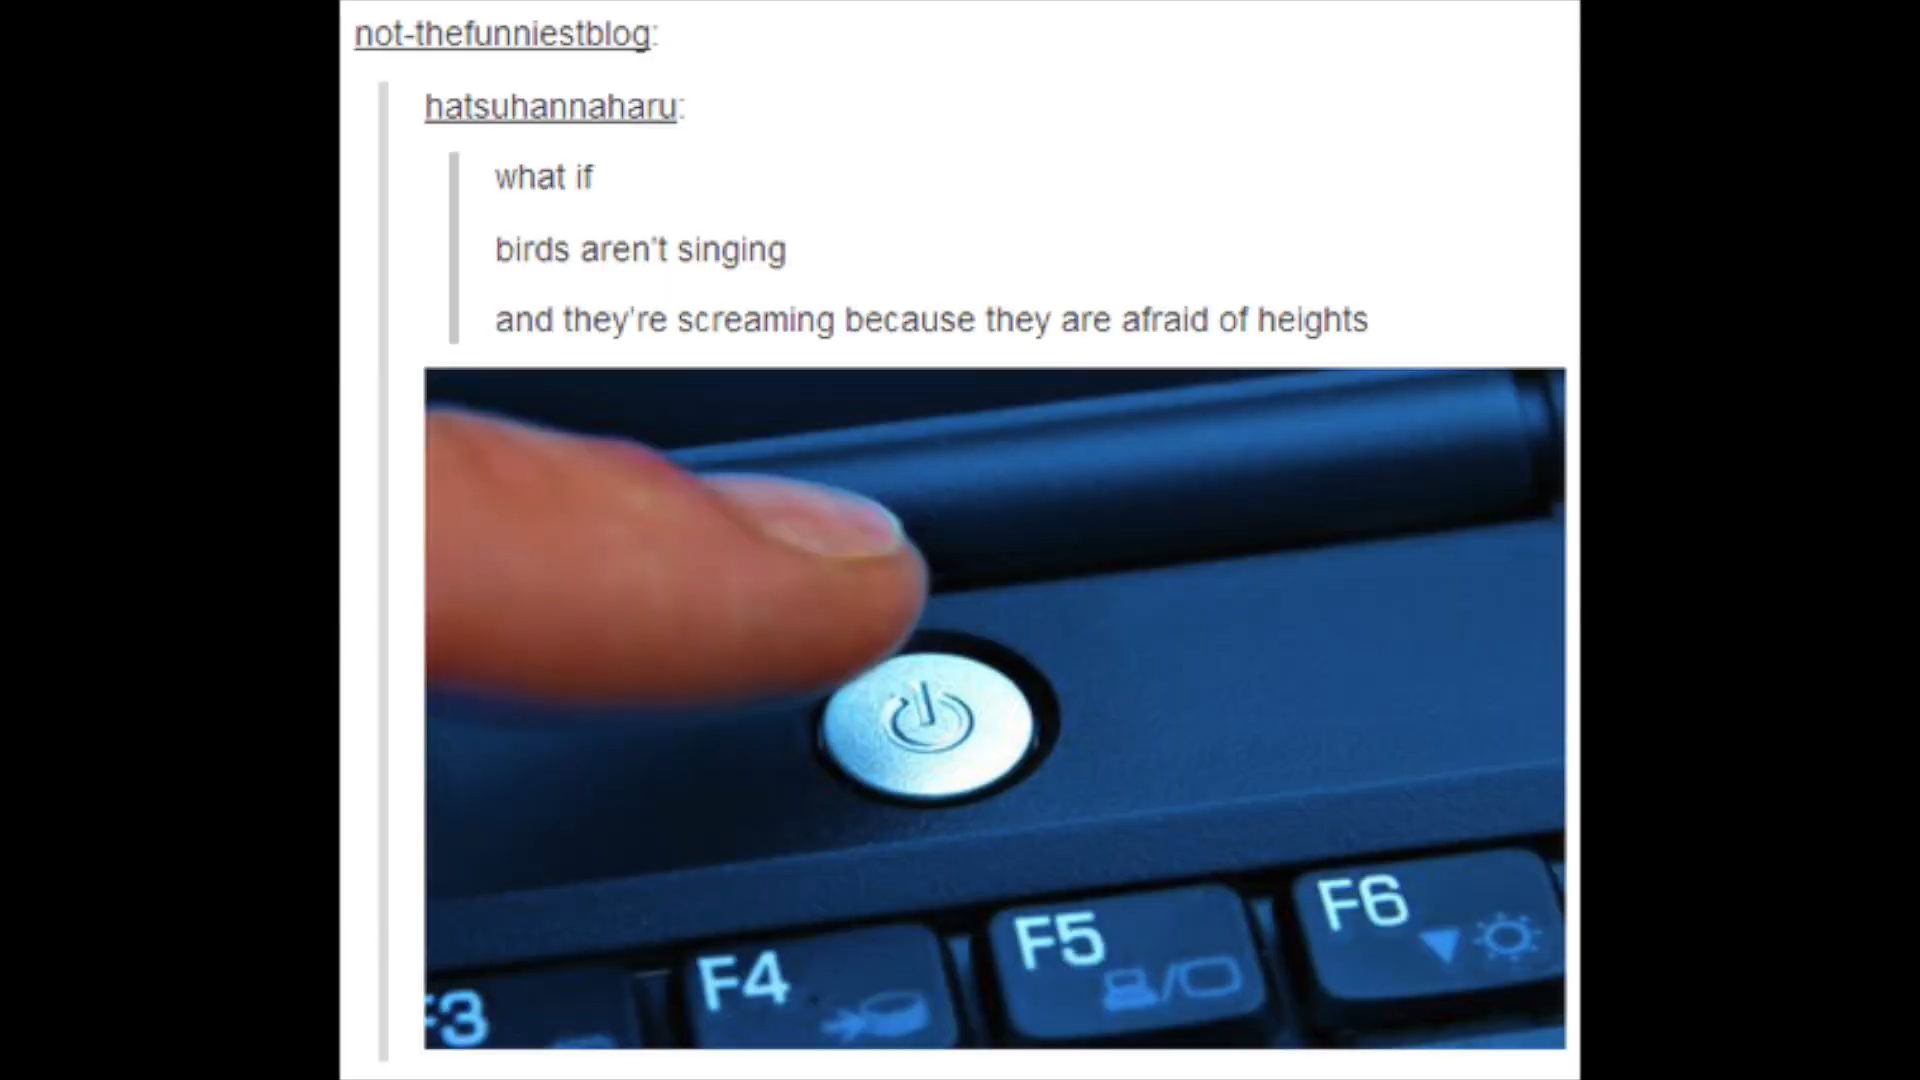 not-thefunniestblog:
hatsuhannaharu:
what if
birds aren't singing
and they're screaming because they are afraid of heights
F3
F4
F5
F6